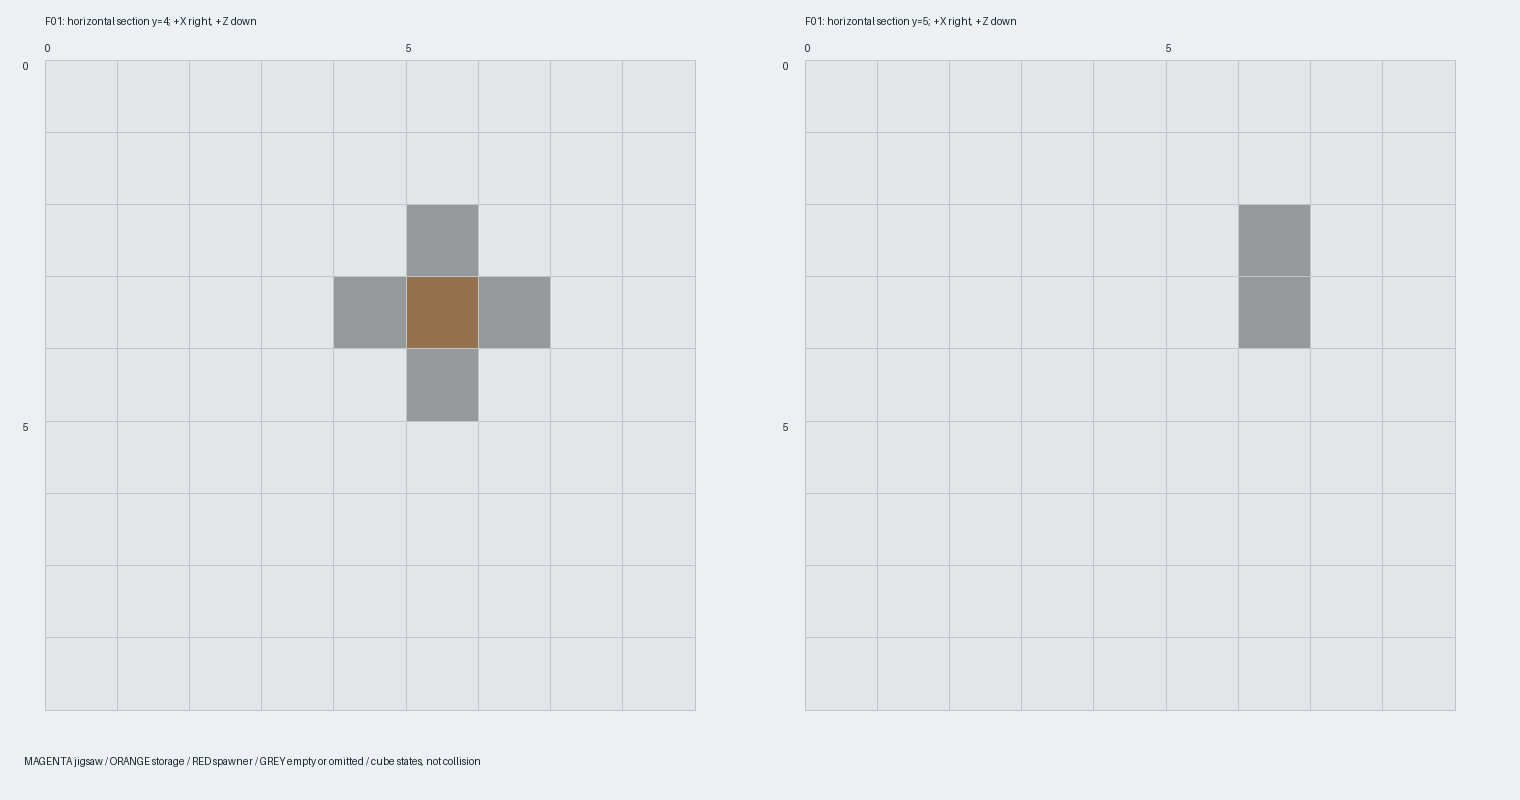 F01: horizontal section y=4; +X right, +Z down
F01: horizontal section y=5; +X right, +Z down
0 5
0 5
0
0
5
5
MAGENTA jigsaw / ORANGE storage / RED spawner / GREY empty or omitted / cube states, not collision